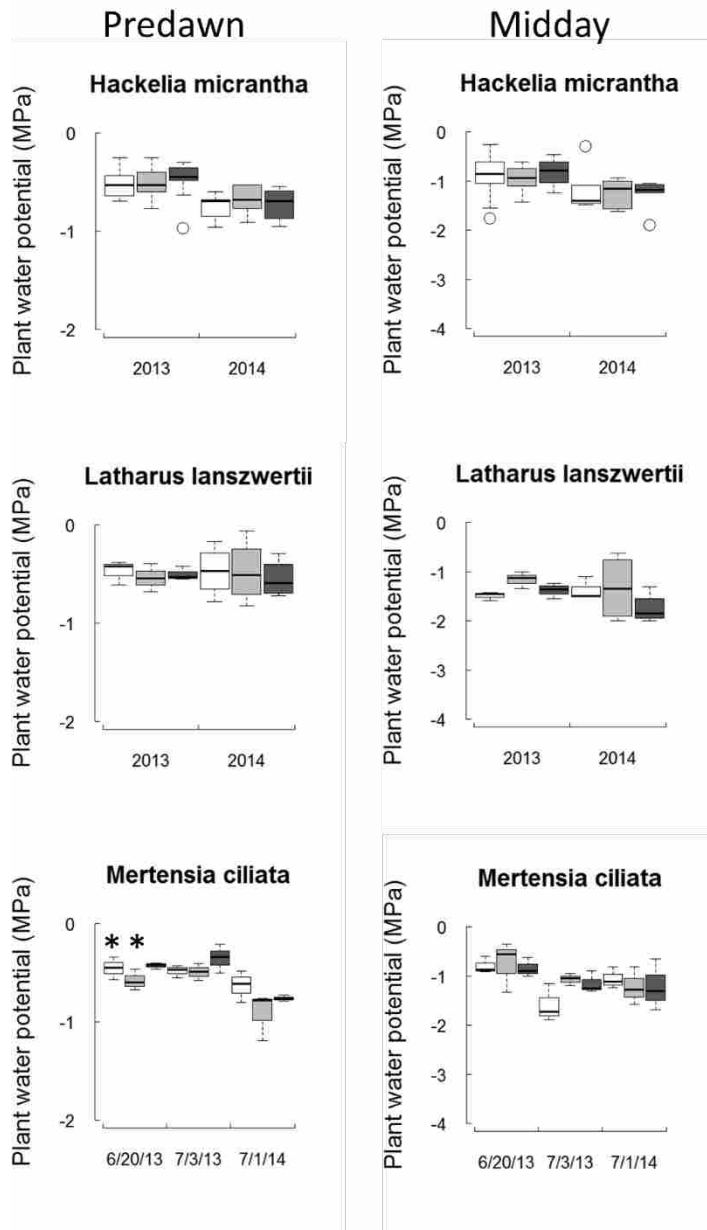 Predawn
Midday
Hackelia micrantha
Plant water potential (MPa)
0
-1
-2
2013
2014
Hackelia micrantha
Plant water potential (MPa)
0
-1
-2
-3
-4
2013
2014
Latharus lanszwertii
Plant water potential (MPa)
0
-1
-2
2013
2014
Latharus lanszwertii
Plant water potential (MPa)
0
-1
-2
-3
-4
2013
2014
Mertensia ciliata
Plant water potential (MPa)
0
-1
-2
* *
6/20/13 7/3/13 7/1/14
Mertensia ciliata
Plant water potential (MPa)
0
-1
-2
-3
-4
6/20/13 7/3/13 7/1/14